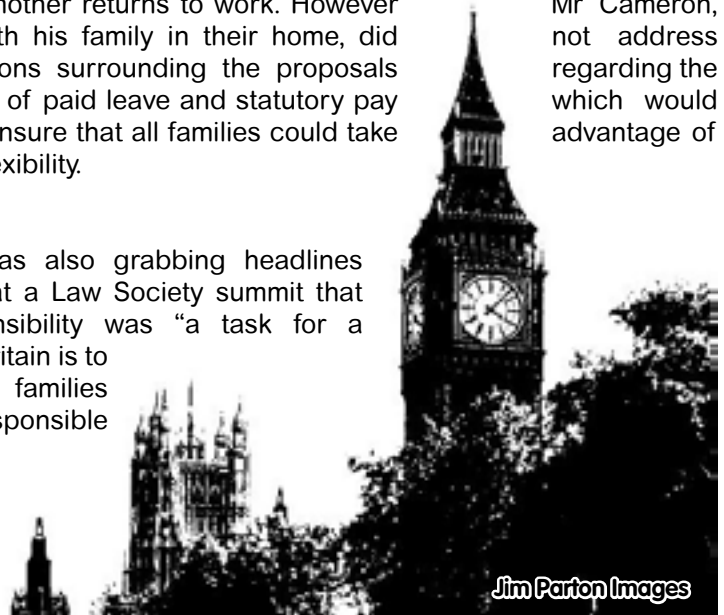 nother returns to work. However Mr Cameron,
th his family in their home, did not address
ons surrounding the proposals regarding the
of paid leave and statutory pay which would
nsure that all families could take advantage of
exibility.
as also grabbing headlines
at a Law Society summit that
nsibility was “a task for a
itain is to
families
sponsible
Jim Parton Images